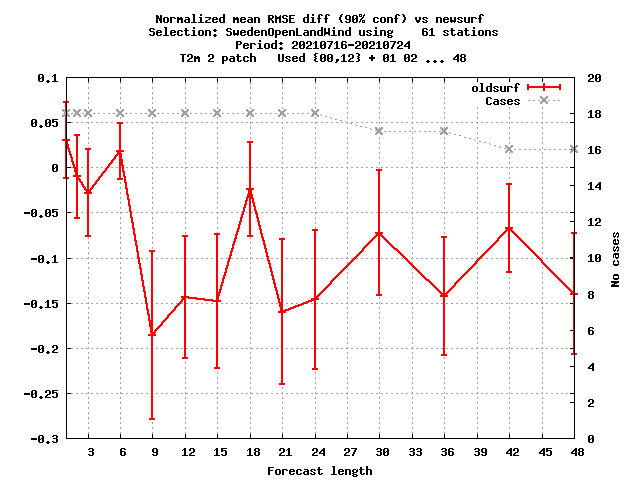 Normalized mean RMSE diff (90% conf) vs newsurf
Selection: SwedenOpenLandWind using    61 stations
Period: 20210716-20210724
T2m 2 patch   Used {00,12} + 01 02 ... 48
oldsurf
Cases
0.1
0.05
0
-0.05
-0.1
-0.15
-0.2
-0.25
-0.3
20
18
16
14
12
10
8
6
4
2
0
No cases
3 6 9 12 15 18 21 24 27 30 33 36 39 42 45 48
Forecast length